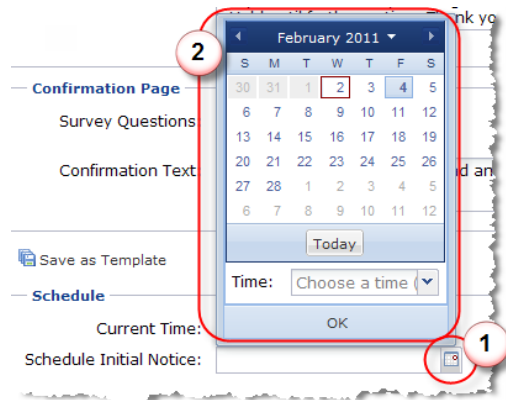 nk yo
2
February 2011
S M T W T F S
30 31 1 2 3 4 5
Confirmation Page
6 7 8 9 10 11 12
Survey Questions:
13 14 15 16 17 18 19
20 21 22 23 24 25 26
Confirmation Text
d an
27 28 1 2 3 4 5
6 7 8 9 10 11 12
Today
Save as Template
Time: Choose a time (
Schedule
OK
Current Time:
1
Schedule Initial Notice: